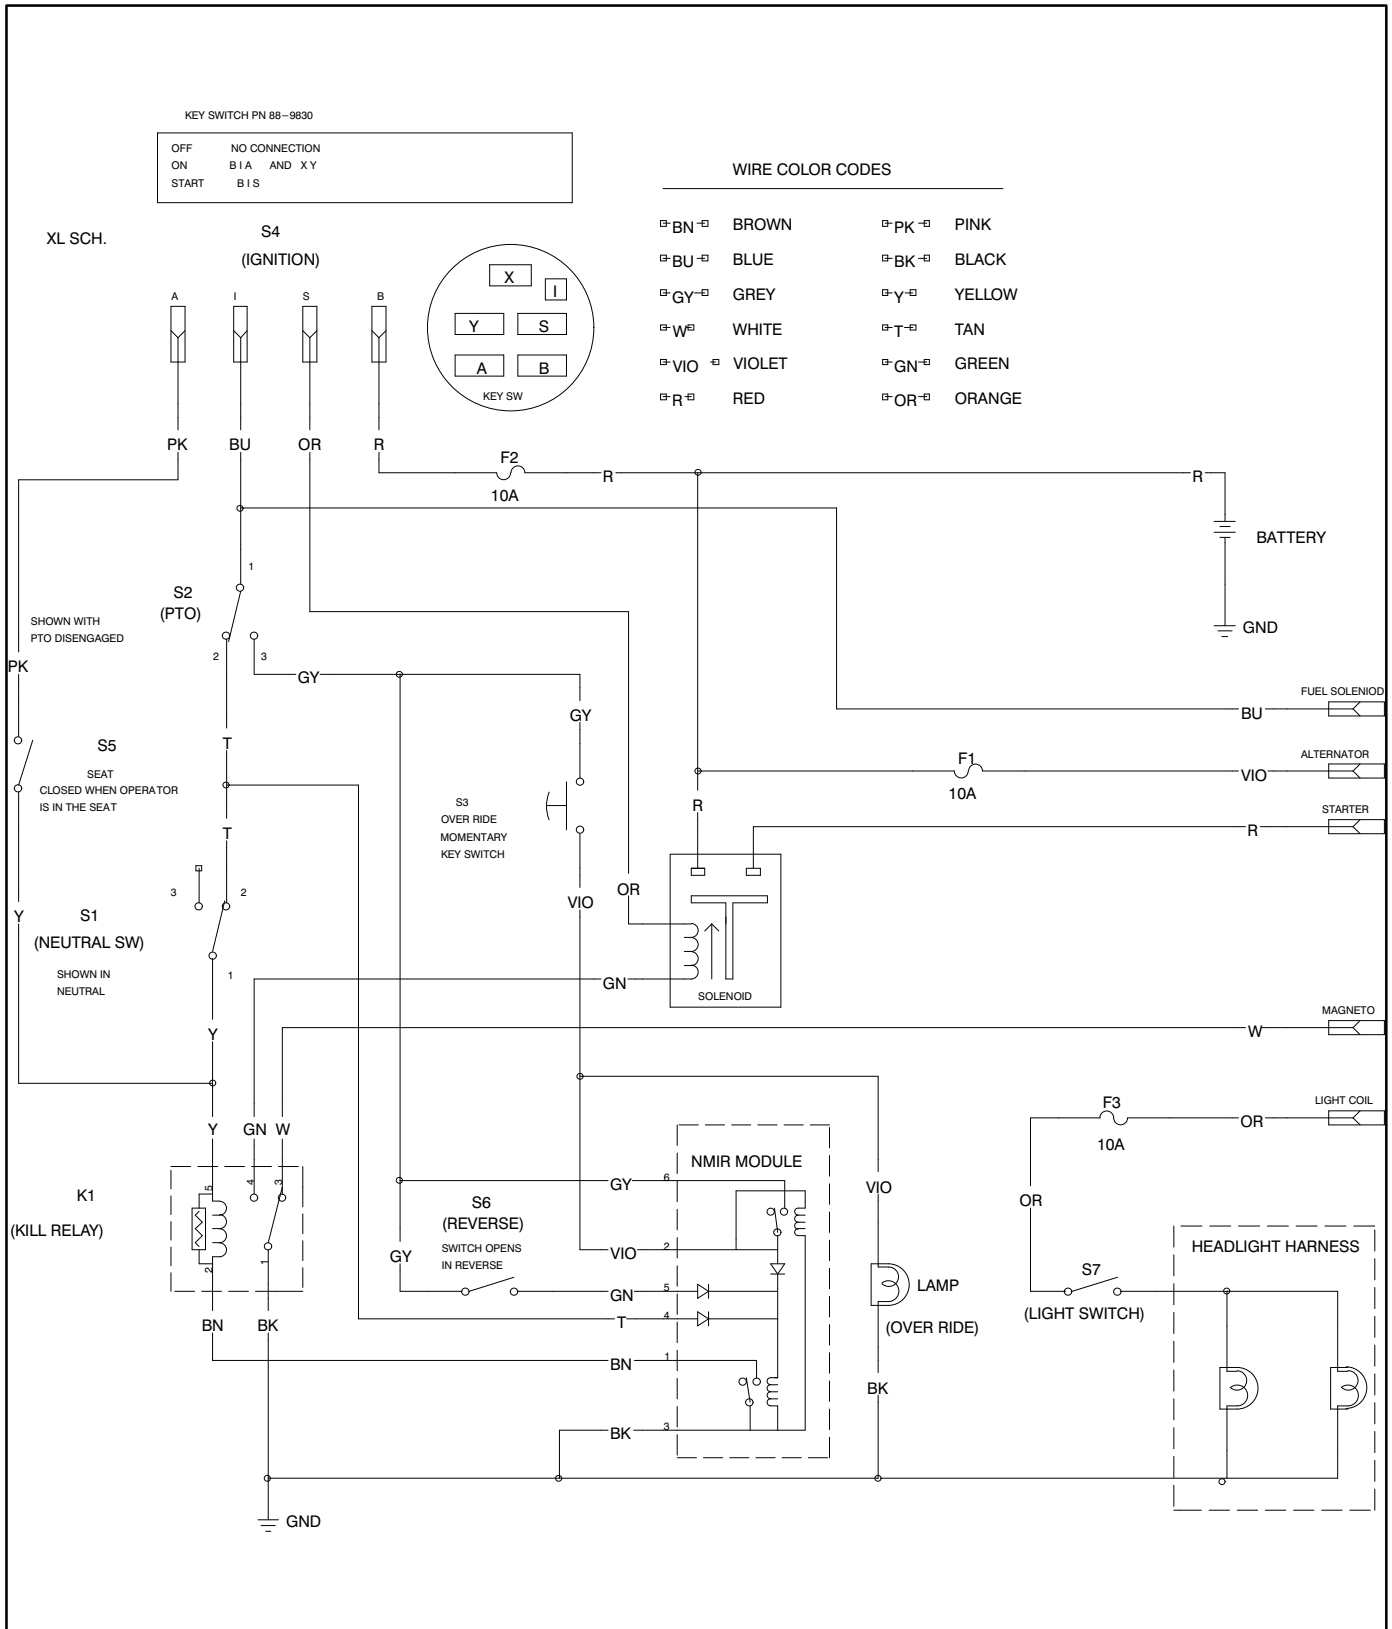 KEY SWITCH PN 88-9830
OFF NO CONNECTION
ON B I A AND X Y
START B I S
WIRE COLOR CODES
BN BROWN
BU BLUE
GY GREY
W WHITE
VIO VIOLET
R RED
PK PINK
BK BLACK
Y YELLOW
T TAN
GN GREEN
OR ORANGE
XL SCH.
S4
(IGNITION)
A
I
S
B
X
I
Y
S
A
B
KEY SW
PK
BU
OR
R
F2
10A
R
R
BATTERY
GND
1
S2
(PTO)
SHOWN WITH
PTO DISENGAGED
2
3
PK
GY
GY
T
S5
SEAT
CLOSED WHEN OPERATOR
IS IN THE SEAT
S3
OVER RIDE
MOMENTARY
KEY SWITCH
BU
FUEL SOLENIOD
F1
10A
VIO
ALTERNATOR
R
R
STARTER
T
3
2
Y
S1
(NEUTRAL SW)
SHOWN IN
NEUTRAL
1
VIO
OR
GN
SOLENOID
Y
W
MAGNETO
F3
10A
OR
LIGHT COIL
Y
GN
W
K1
(KILL RELAY)
5
4
3
2
1
BN
BK
S6
(REVERSE)
SWITCH OPENS
IN REVERSE
GY
NMIR MODULE
GY
6
VIO
2
GN
5
T
4
BN
1
BK
3
VIO
LAMP
(OVER RIDE)
BK
OR
S7
(LIGHT SWITCH)
HEADLIGHT HARNESS
GND